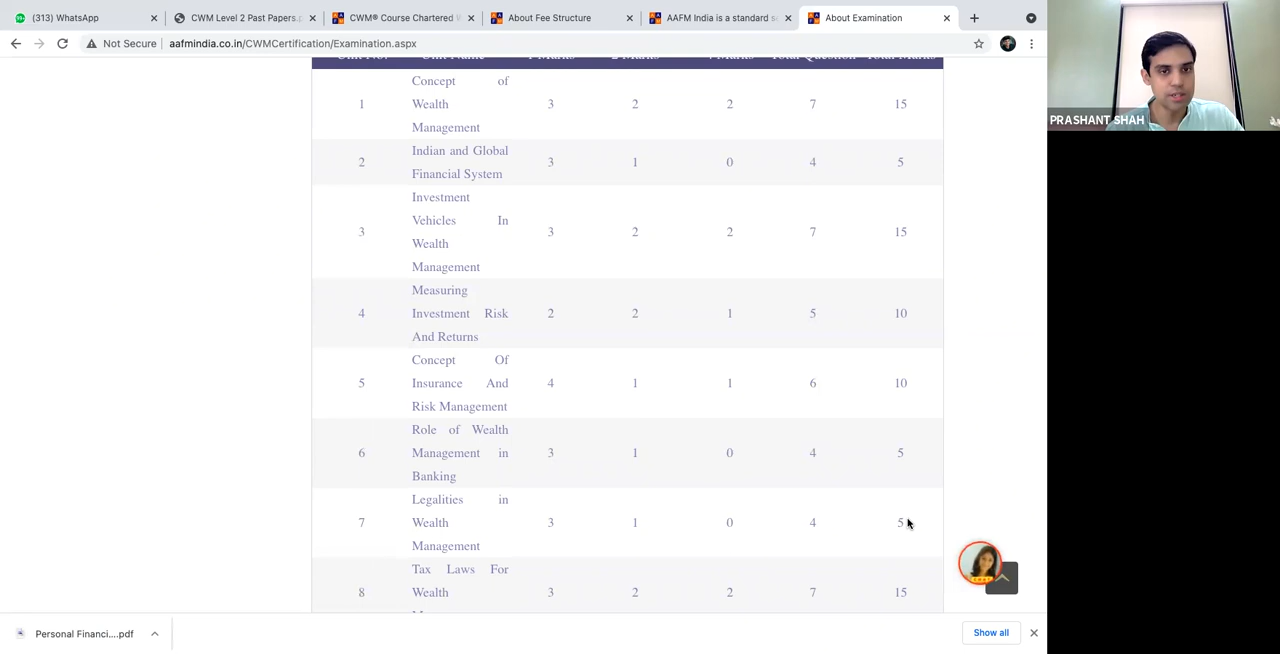 (313) WhatsApp
CWM Level 2 Past Papers.
CWM® Course Chartered
About Fee Structure
AAFM India is a standard
About Examination
Not Secure
aafmindia.co.in/CWMCertification/Examination.aspx
1 Concept of Wealth Management 3 2 2 7 15
2 Indian and Global Financial System 3 1 0 4 5
3 Investment Vehicles In Wealth Management 3 2 2 7 15
4 Measuring Investment Risk And Returns 2 2 1 5 10
5 Concept Of Insurance And Risk Management 4 1 1 6 10
6 Role of Wealth Management in Banking 3 1 0 4 5
7 Legalities in Wealth Management 3 1 0 4 5
8 Tax Laws For Wealth 3 2 2 7 15
PRASHANT SHAH
Personal Financi....pdf
Show all